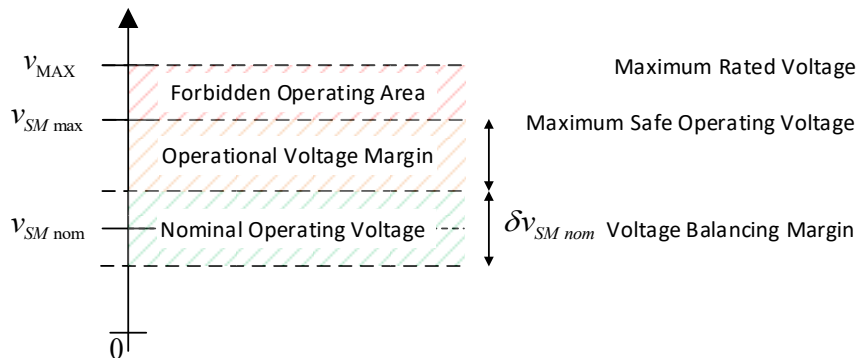 v_MAX
Maximum Rated Voltage
Forbidden Operating Area
v_SM max
Maximum Safe Operating Voltage
Operational Voltage Margin
v_SM nom
Nominal Operating Voltage
δv_SM nom Voltage Balancing Margin
0